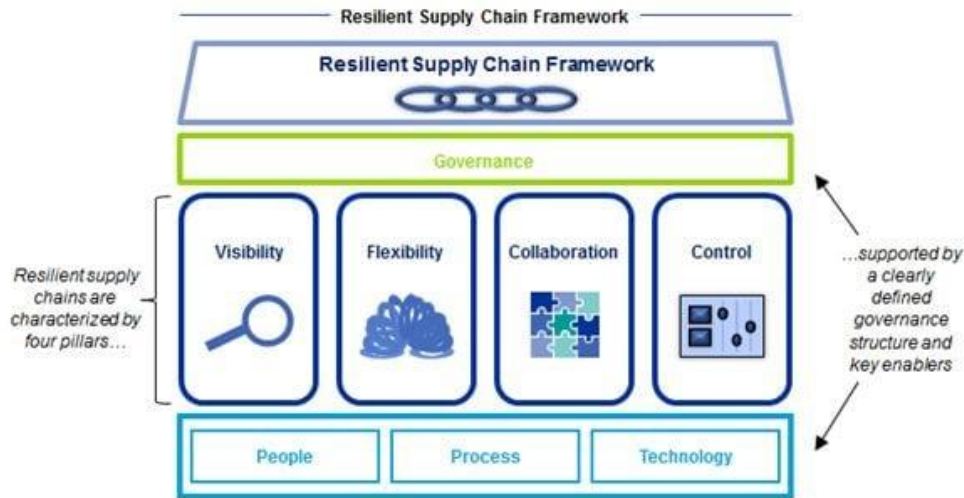 Resilient Supply Chain Framework
Resilient Supply Chain Framework
Governance
Resilient supply
chains are
characterized by
four pillars…
Visibility
Flexibility
Collaboration
Control
…supported by
a clearly
defined
governance
structure and
key enablers
People
Process
Technology